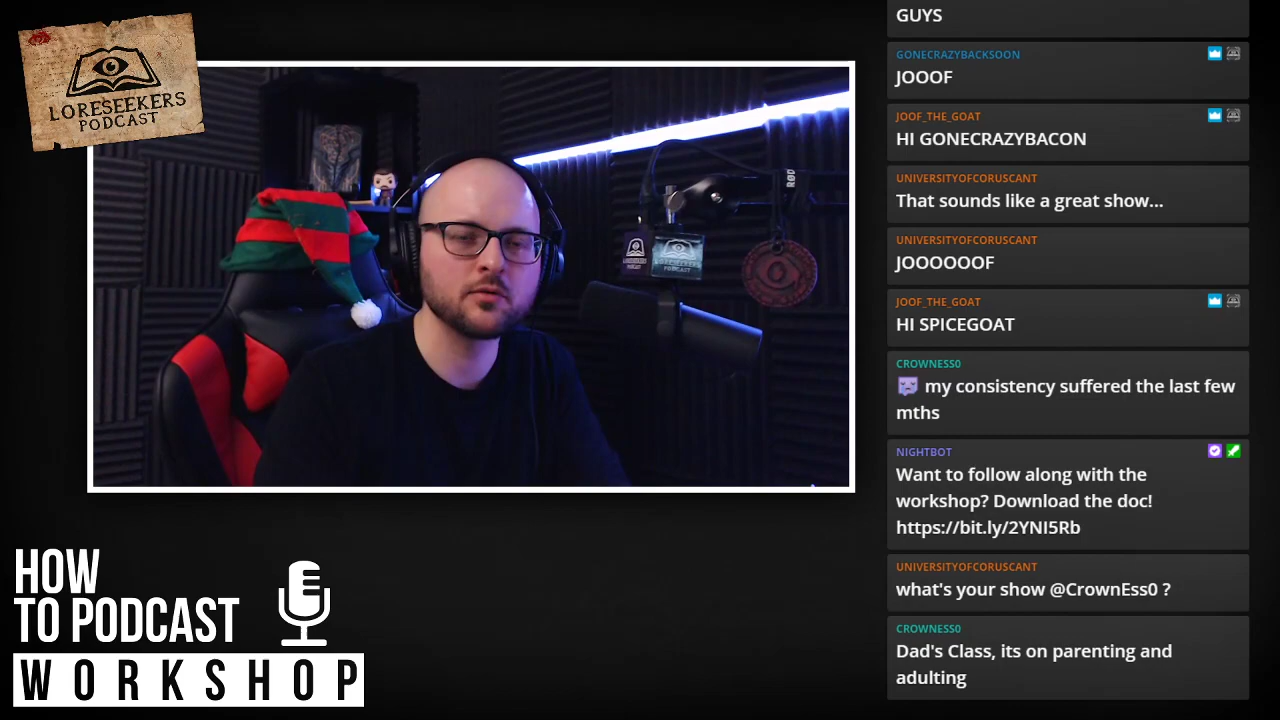 LORESEEKERS
PODCAST
RØDE
LORESEEKERS
PODCAST
HOW
TO PODCAST
WORKSHOP
GUYS
GONECRAZYBACKSOON
JOOOF
JOOF_THE_GOAT
HI GONECRAZYBACON
UNIVERSITYOFCORUSCANT
That sounds like a great show...
UNIVERSITYOFCORUSCANT
JOOOOOOF
JOOF_THE_GOAT
HI SPICEGOAT
CROWNESS0
my consistency suffered the last few
mths
NIGHTBOT
Want to follow along with the
workshop? Download the doc!
https://bit.ly/2YNI5Rb
UNIVERSITYOFCORUSCANT
what's your show @CrownEss0 ?
CROWNESS0
Dad's Class, its on parenting and
adulting